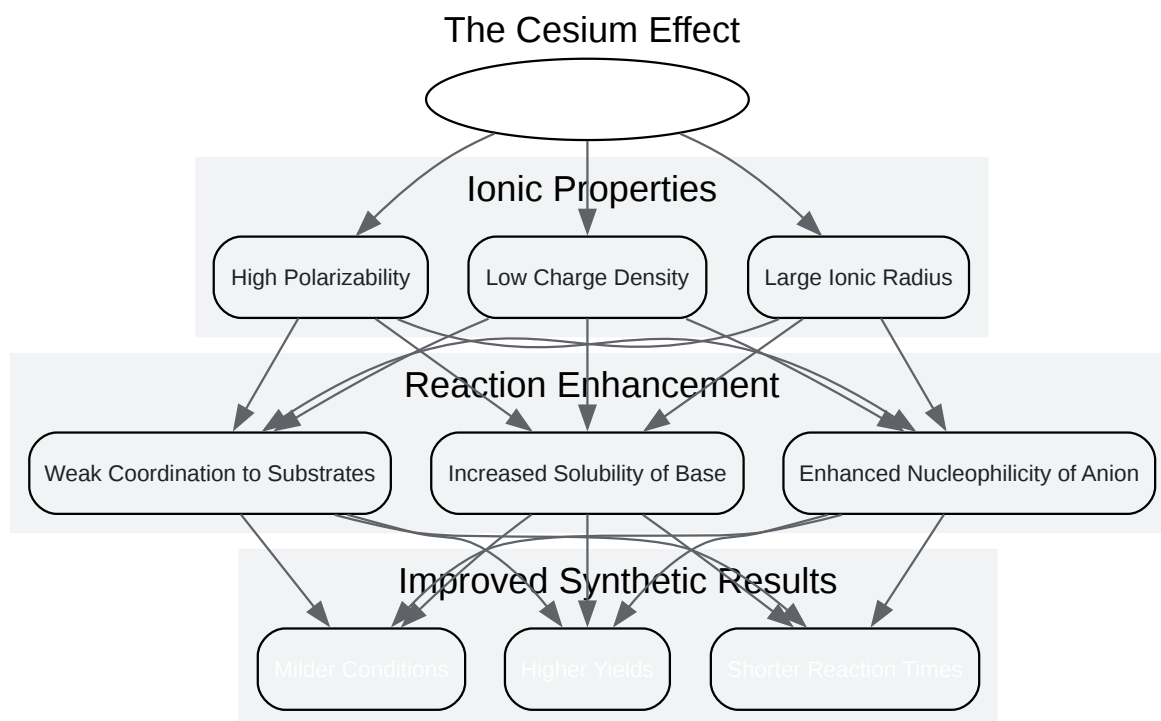 The Cesium Effect
Ionic Properties
High Polarizability
Low Charge Density
Large Ionic Radius
Reaction Enhancement
Weak Coordination to Substrates
Increased Solubility of Base
Enhanced Nucleophilicity of Anion
Improved Synthetic Results
Milder Conditions
Higher Yields
Shorter Reaction Times